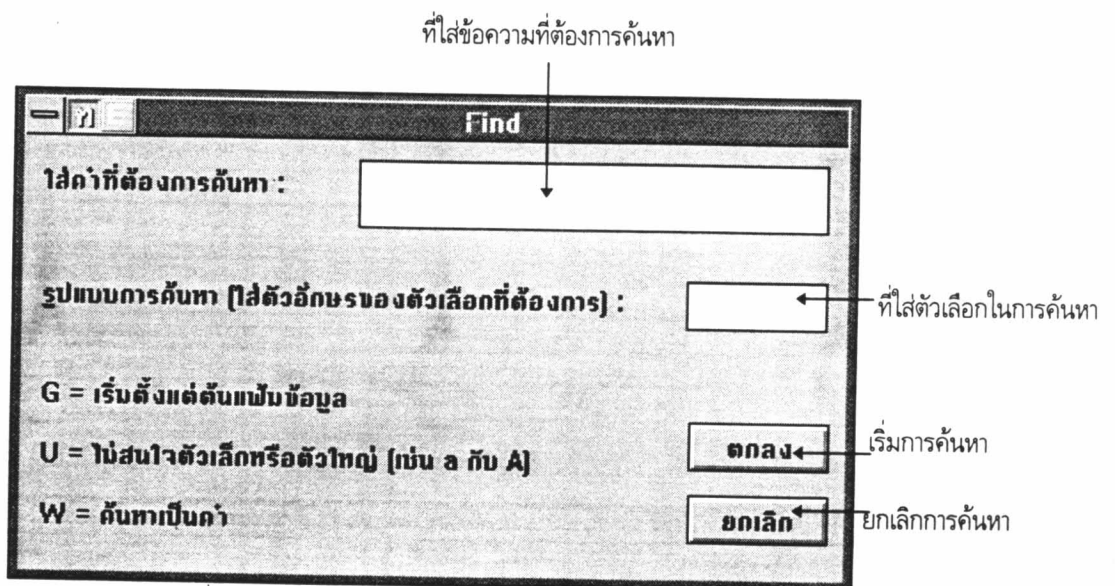 ที่ใส่ข้อความที่ต้องการค้นหา
ท Find
ใส่คำที่ต้องการค้นหา :
รูปแบบการค้นหา (ใส่ตัวอักษรของตัวเลือกที่ต้องการ) :
ที่ใส่ตัวเลือกในการค้นหา
G = เริ่มตั้งแต่ต้นแฟ้มข้อมูล
U = ไม่สนใจตัวเล็กหรือตัวใหญ่ (เช่น a กับ A)
ตกลง
เริ่มการค้นหา
W = ค้นหาเป็นคำ
ยกเลิก
ยกเลิกการค้นหา